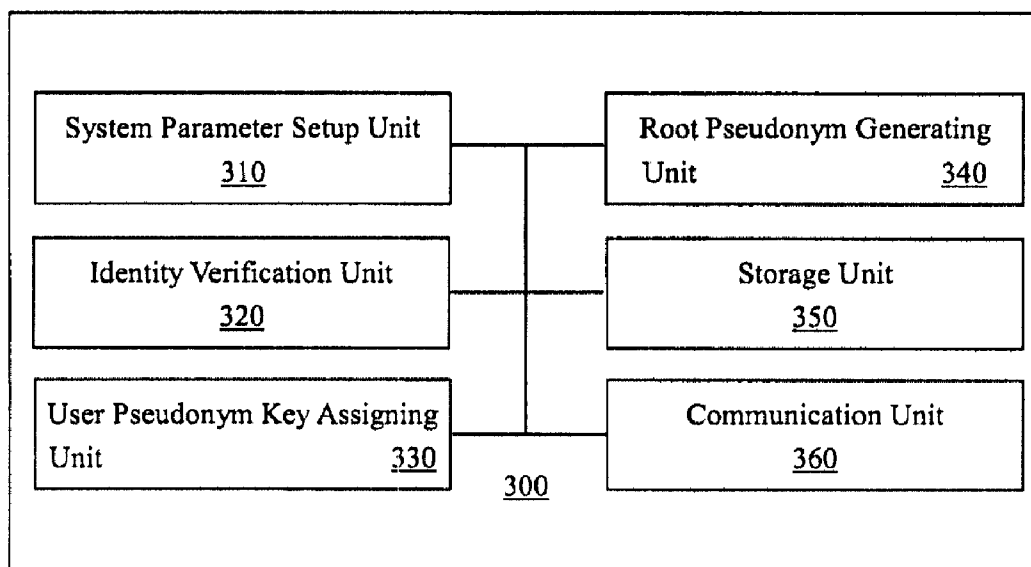 System Parameter Setup Unit
310
Root Pseudonym Generating
Unit 340
Identity Verification Unit
320
Storage Unit
350
User Pseudonym Key Assigning
Unit 330
Communication Unit
360
300